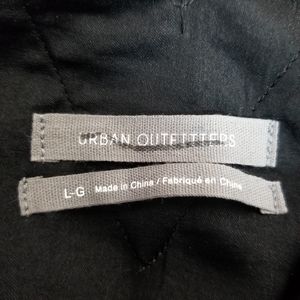 URBAN OUTFITTERS
L-G Made in China / Fabriqué en Chine